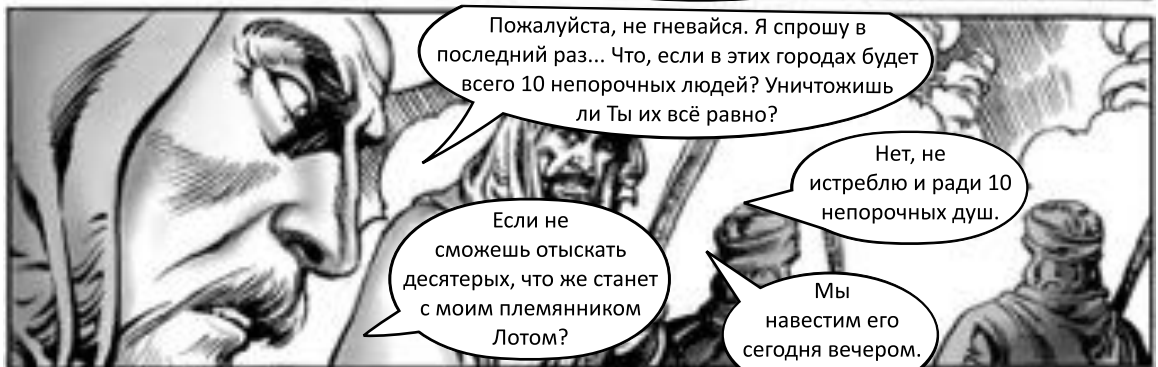 Пожалуйста, не гневайся. Я спрошу в
последний раз... Что, если в этих городах будет
всего 10 непорочных людей? Уничтожишь
ли Ты их всё равно?
Нет, не
истреблю и ради 10
непорочных душ.
Если не
сможешь отыскать
десятерых, что же станет
с моим племянником
Лотом?
Мы
навестим его
сегодня вечером.